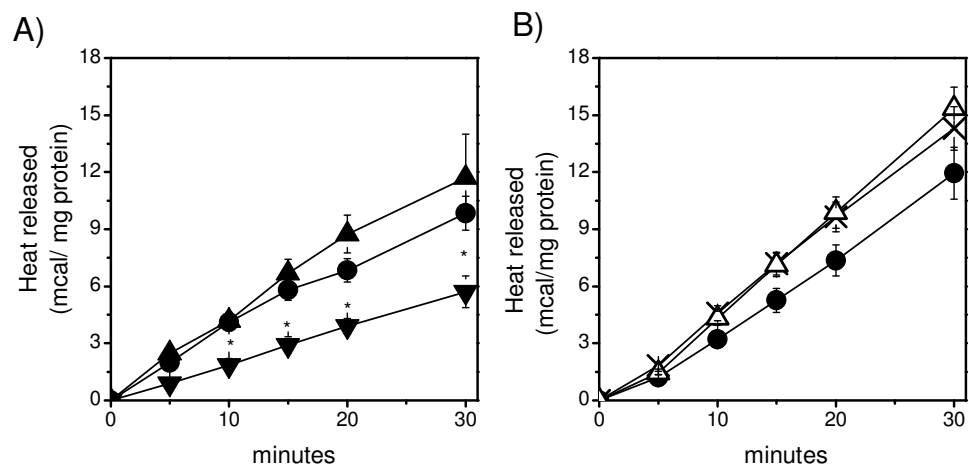 A)
18
15
12
9
6
3
0
Heat released
(mcal/ mg protein)
*
*
*
*
0 10 20 30
minutes
B)
18
15
12
9
6
3
0
Heat released
(mcal/mg protein)
0 10 20 30
minutes